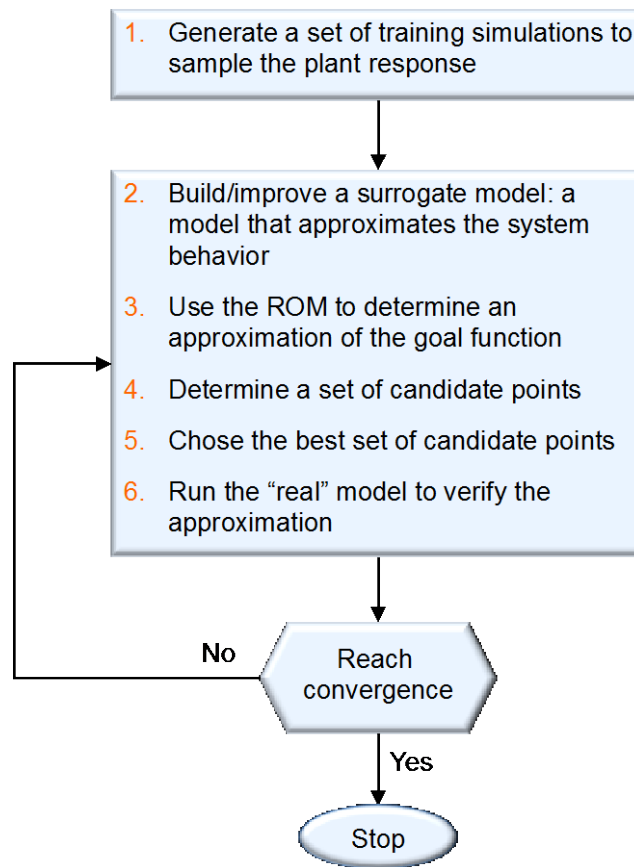 1. Generate a set of training simulations to
sample the plant response
2. Build/improve a surrogate model: a
model that approximates the system
behavior
3. Use the ROM to determine an
approximation of the goal function
4. Determine a set of candidate points
5. Chose the best set of candidate points
6. Run the “real” model to verify the
approximation
No
Reach
convergence
Yes
Stop